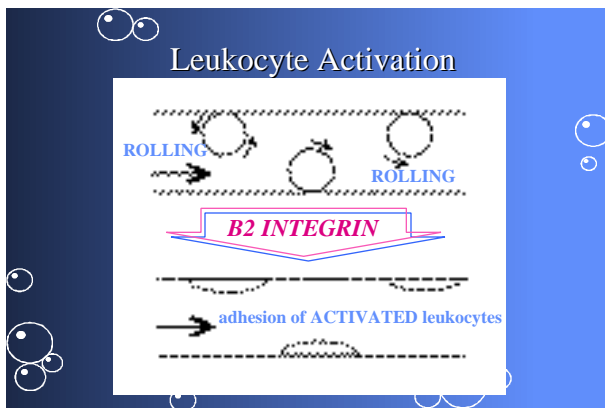 Leukocyte Activation
ROLLING
ROLLING
B2 INTEGRIN
adhesion of ACTIVATED leukocytes